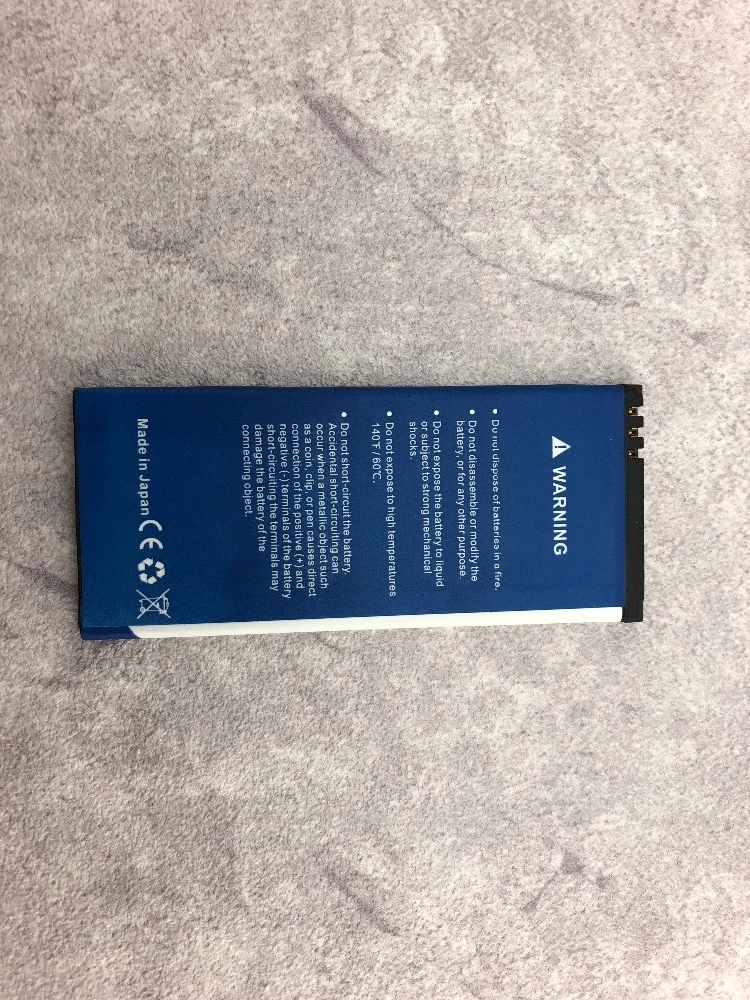 WARNING
• Do not dispose of batteries in a fire.
• Do not disassemble or modify the
battery, or for any other purpose.
• Do not expose the battery to liquid
or subject to strong mechanical
shocks.
• Do not expose to high temperatures
140℉ / 60℃.
• Do not short-circuit the battery.
Accidental short-circuiting can
occur when a metallic object such
as a coin, clip, or pen causes direct
connection of the positive (+) and
negative (-) terminals of the battery
short-circuiting the terminals may
damage the battery of the
connecting object.
Made in Japan CE